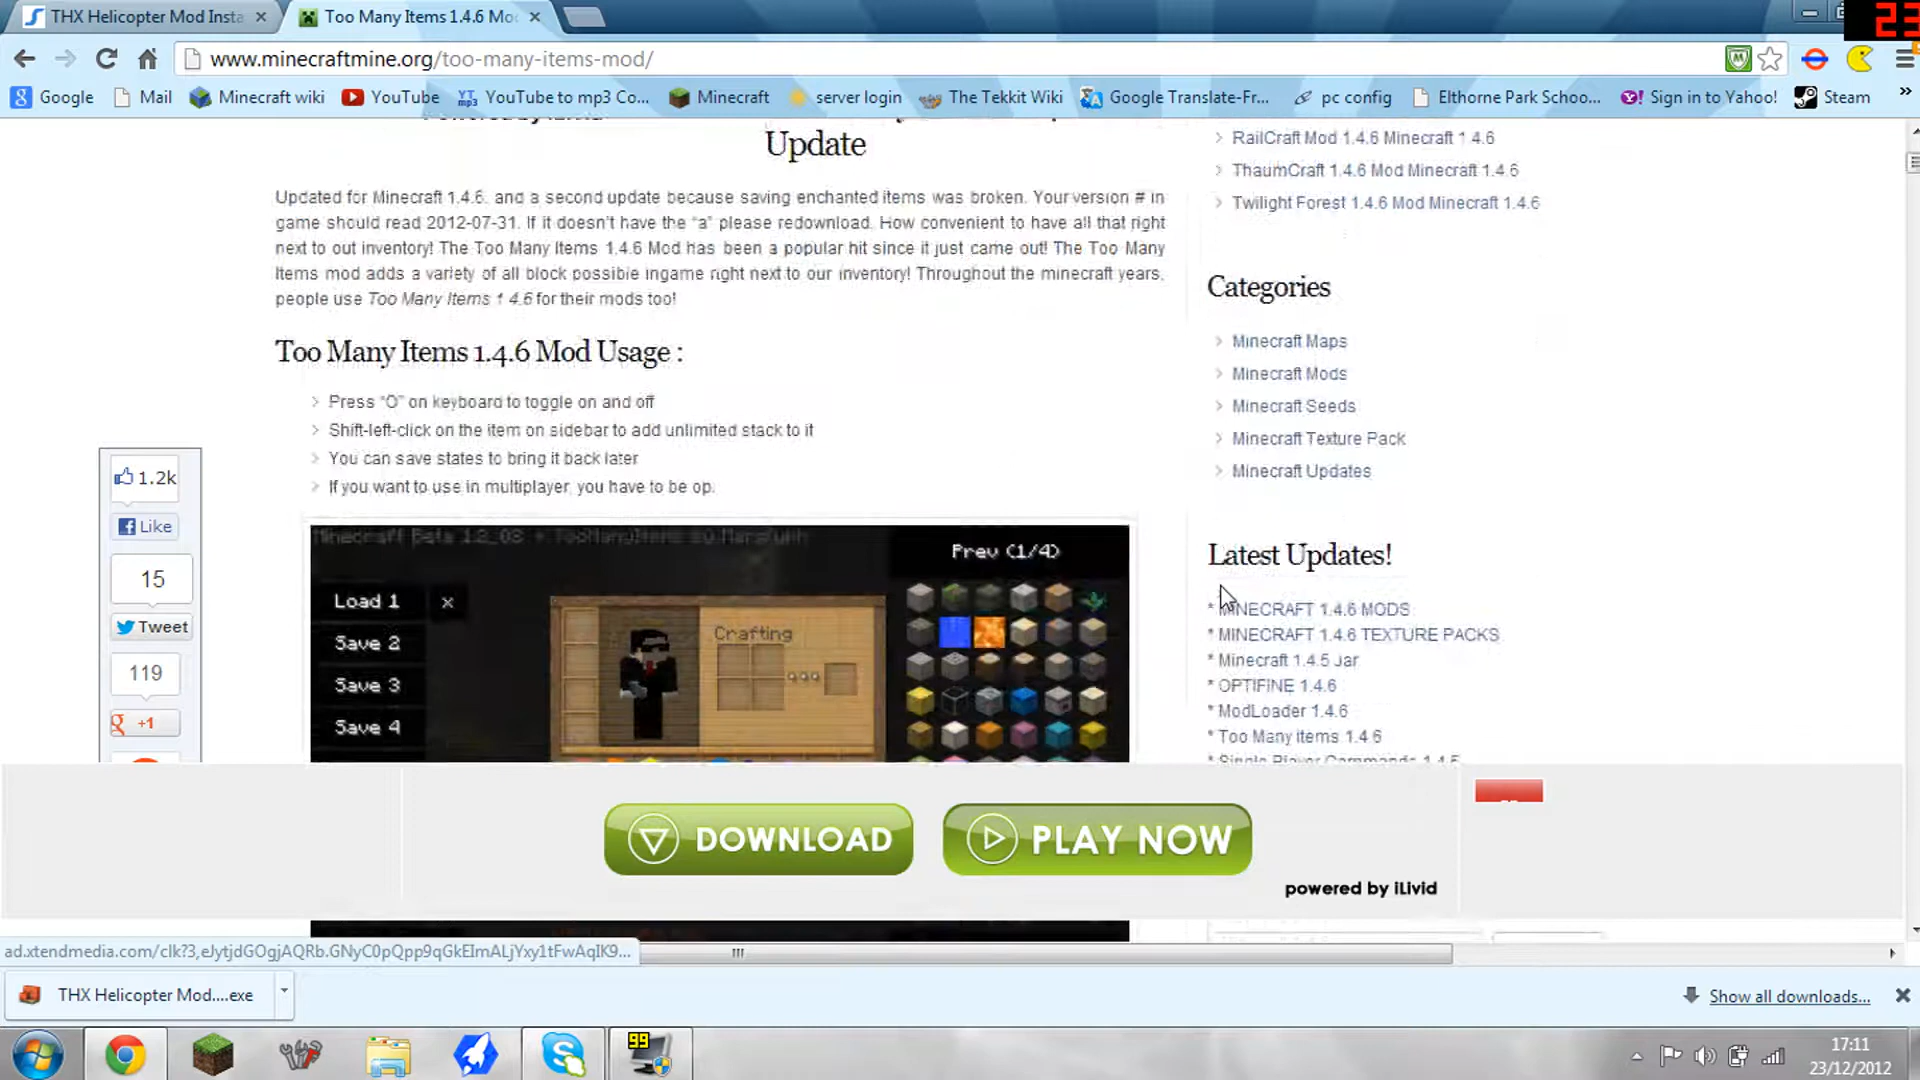 THX Helicopter Mod Insta
Too Many Items 1.4.6 Mo
23
www.minecraftmine.org/too-many-items-mod/
Google Mail Minecraft wiki YouTube YouTube to mp3 Co... Minecraft server login The Tekkit Wiki Google Translate-Fr... pc config Elthorne Park Schoo... Sign in to Yahoo! Steam »
Update
Updated for Minecraft 1.4.6. and a second update because saving enchanted items was broken. Your version # in
game should read 2012-07-31. If it doesn't have the “a” please redownload. How convenient to have all that right
next to out inventory! The Too Many Items 1.4.6 Mod has been a popular hit since it just came out! The Too Many
Items mod adds a variety of all block possible ingame right next to our inventory! Throughout the minecraft years,
people use Too Many Items 1.4.6 for their mods too!
Too Many Items 1.4.6 Mod Usage :
Press “O” on keyboard to toggle on and off
Shift-left-click on the item on sidebar to add unlimited stack to it
You can save states to bring it back later
If you want to use in multiplayer, you have to be op.
1.2k
Like
15
Tweet
119
+1
Prev (1/4)
Load 1 x
Save 2
Save 3
Save 4
Crafting
RailCraft Mod 1.4.6 Minecraft 1.4.6
ThaumCraft 1.4.6 Mod Minecraft 1.4.6
Twilight Forest 1.4.6 Mod Minecraft 1.4.6
Categories
Minecraft Maps
Minecraft Mods
Minecraft Seeds
Minecraft Texture Pack
Minecraft Updates
Latest Updates!
* MINECRAFT 1.4.6 MODS
* MINECRAFT 1.4.6 TEXTURE PACKS
* Minecraft 1.4.5 Jar
* OPTIFINE 1.4.6
* ModLoader 1.4.6
* Too Many items 1.4.6
* Single Player Commands 1.4.5
DOWNLOAD
PLAY NOW
powered by iLivid
ad.xtendmedia.com/clk?3,eJytjdGOgjAQRb.GNyC0pQpp9qGkEImALjYxy1tFwAqIK9...
THX Helicopter Mod....exe
Show all downloads...
99
17:11
23/12/2012